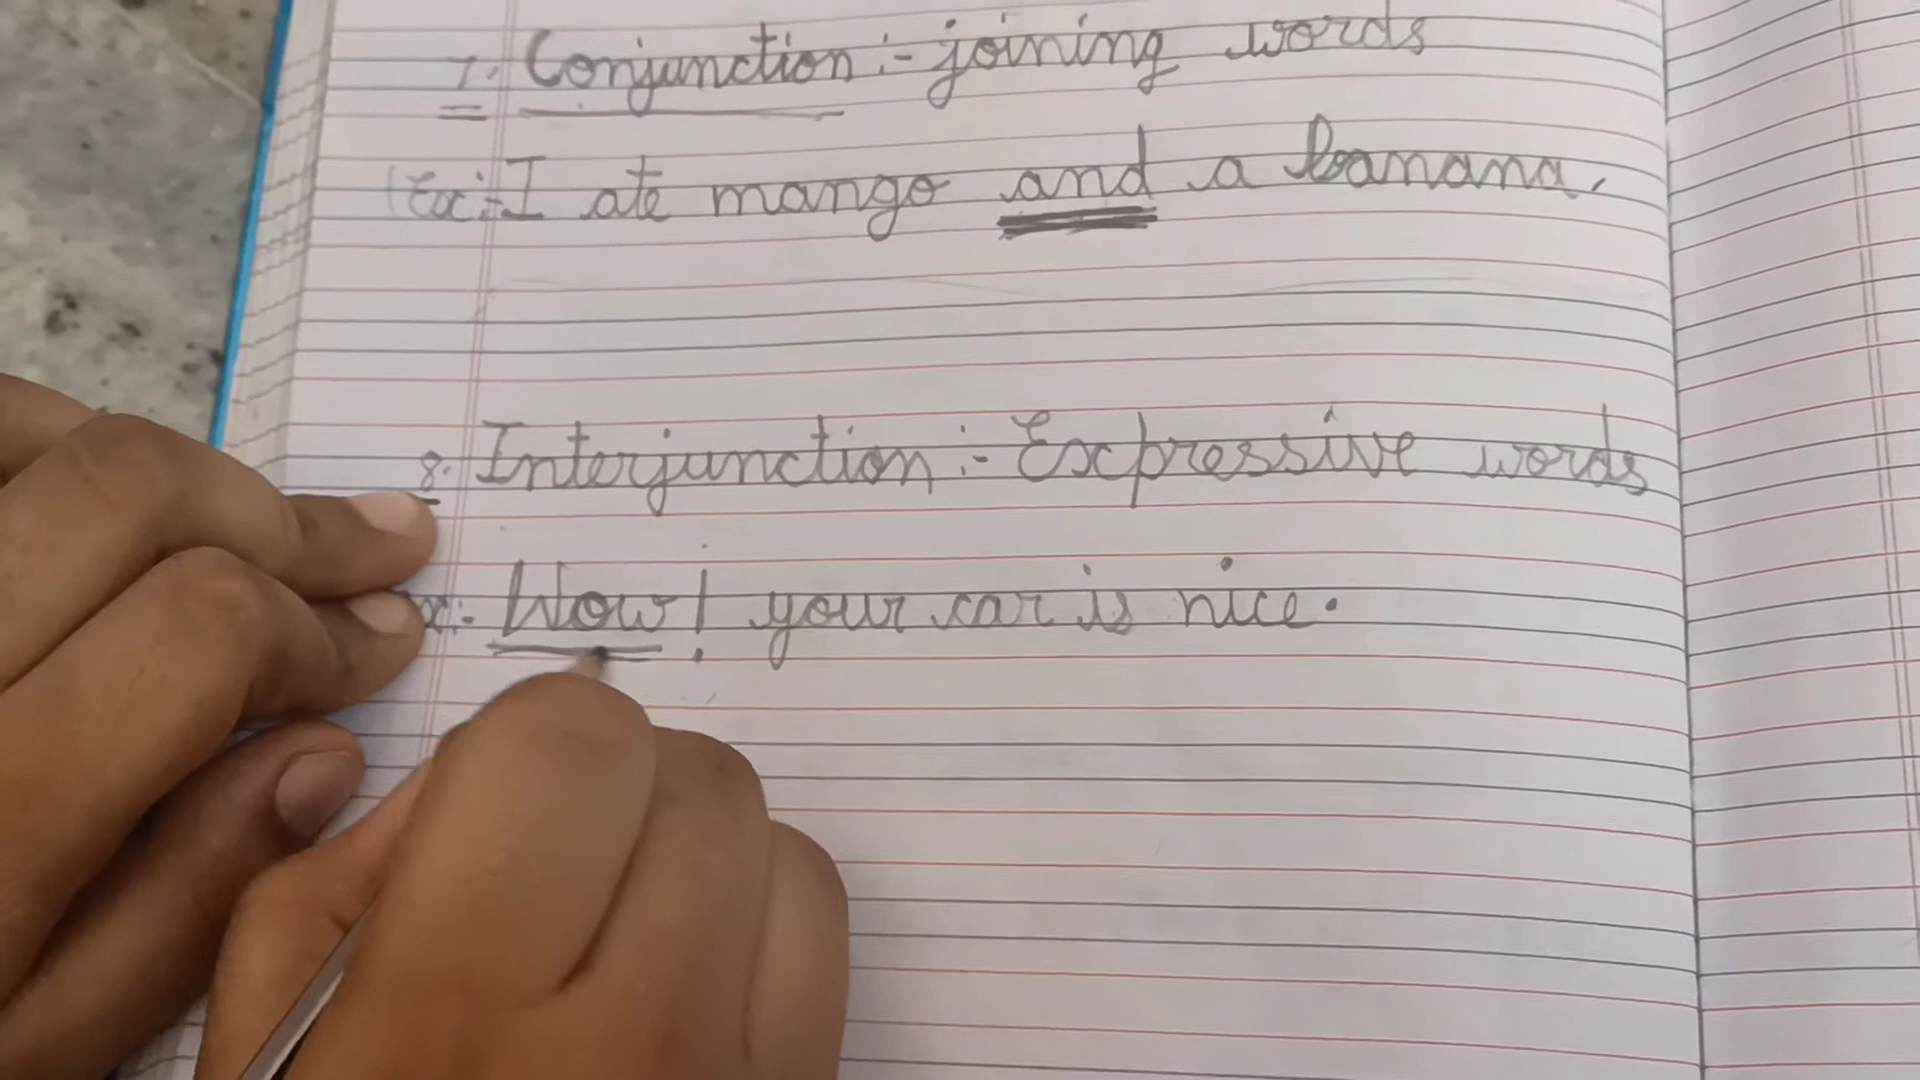 7. Conjunction :- joining words
Ex:- I ate mango and a banana.
8. Interjunction :- Expressive words
x:- Wow! your car is nice.